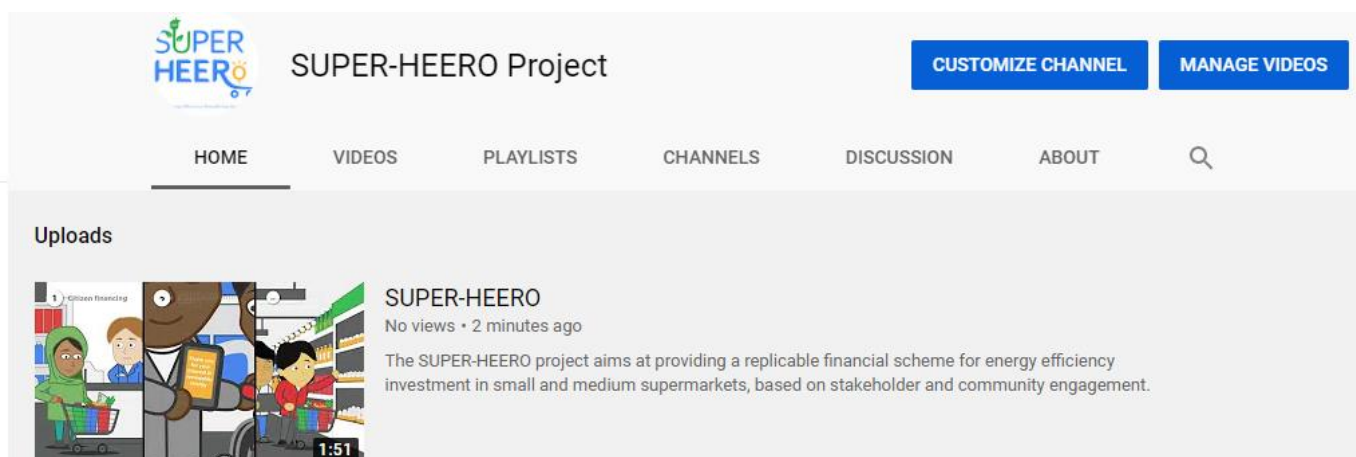 SUPER
HEERO
SUPER-HEERO Project
CUSTOMIZE CHANNEL
MANAGE VIDEOS
HOME
VIDEOS
PLAYLISTS
CHANNELS
DISCUSSION
ABOUT
Uploads
1
Citizen financing
SUPER-HEERO
No views • 2 minutes ago
The SUPER-HEERO project aims at providing a replicable financial scheme for energy efficiency
investment in small and medium supermarkets, based on stakeholder and community engagement.
1:51